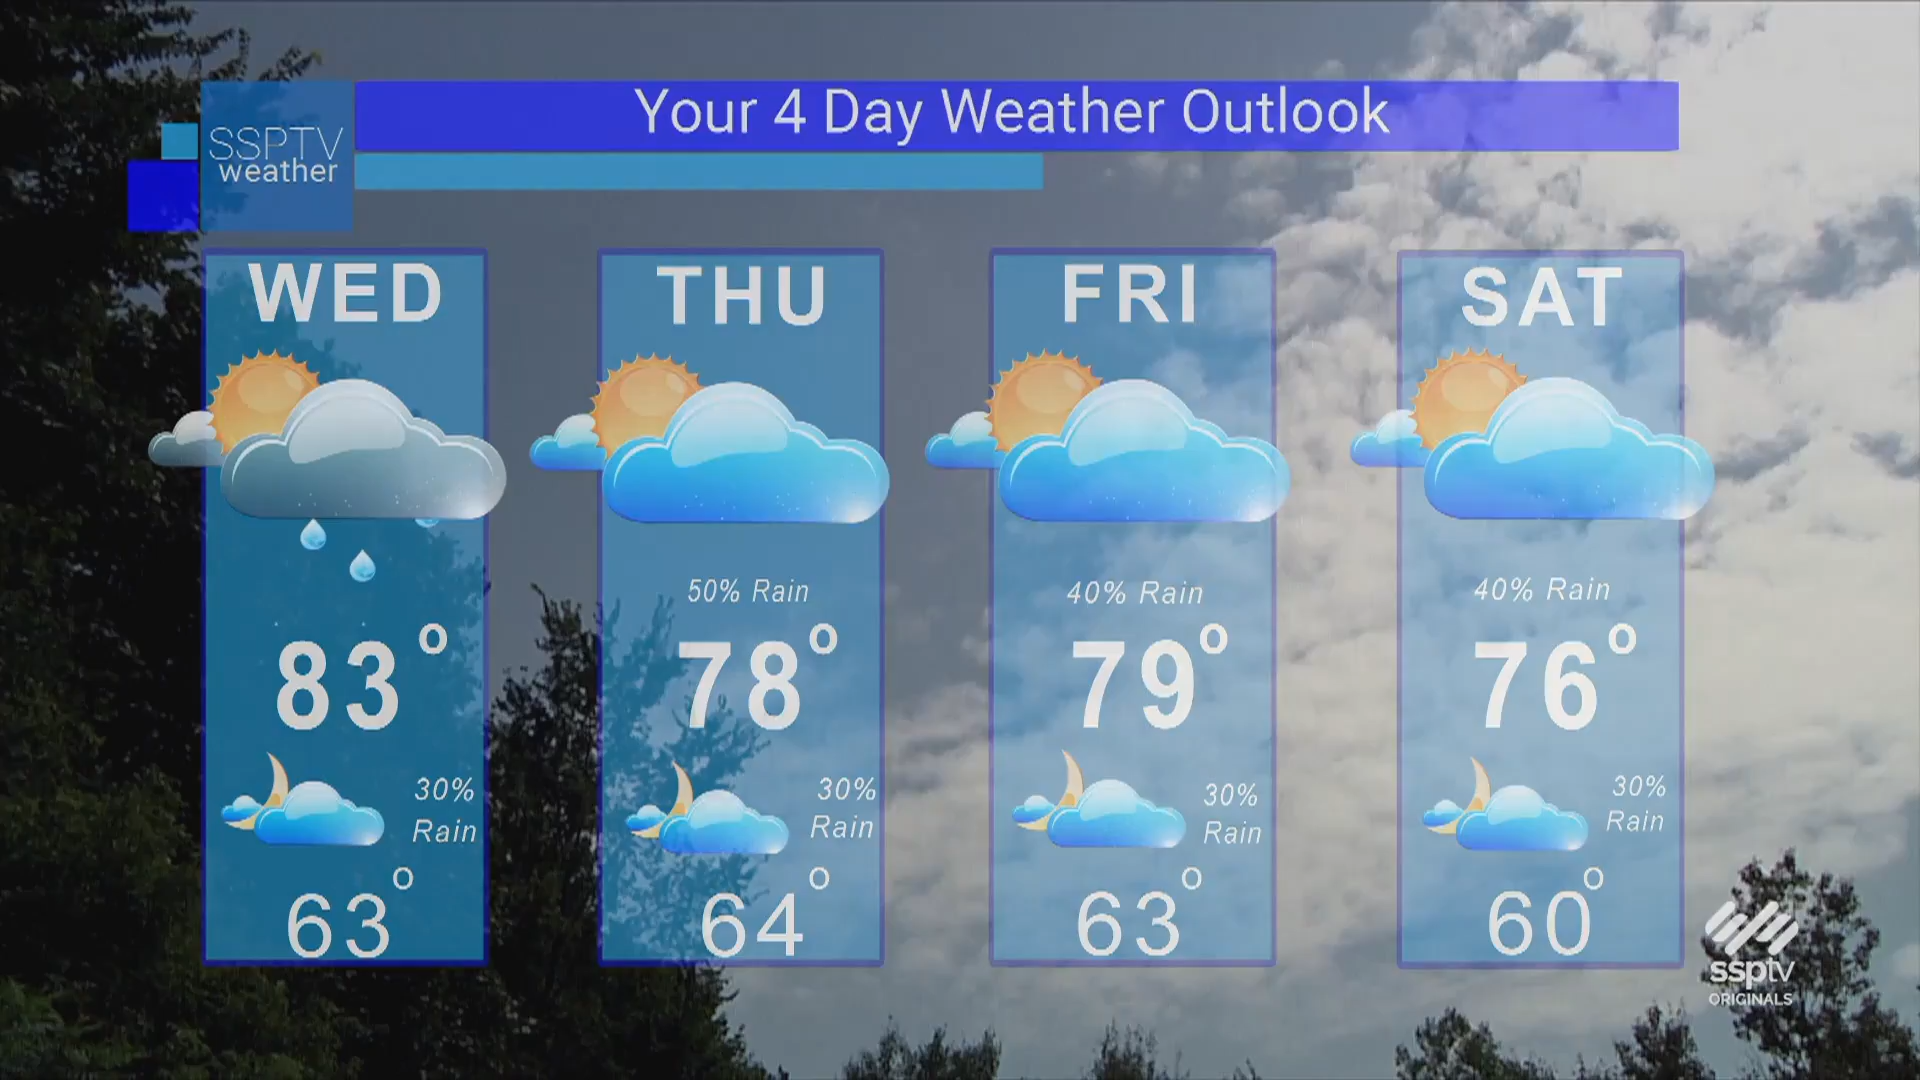 Your 4 Day Weather Outlook
SSPTV
weather
WED
83°
30%
Rain
63°
THU
50% Rain
78°
30%
Rain
64°
FRI
40% Rain
79°
30%
Rain
63°
SAT
40% Rain
76°
30%
Rain
60°
ssptv
ORIGINALS